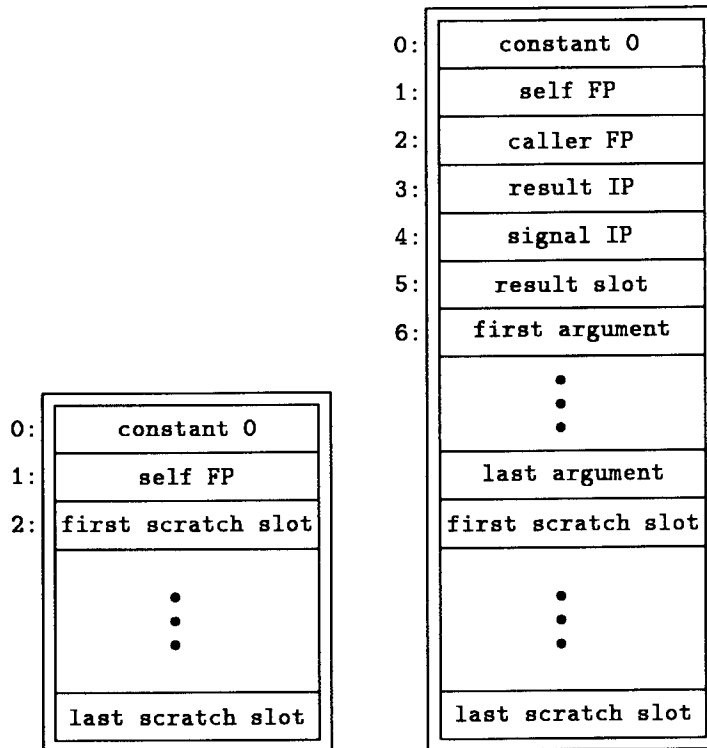 0: constant 0
1: self FP
2: first scratch slot
last scratch slot
0: constant 0
1: self FP
2: caller FP
3: result IP
4: signal IP
5: result slot
6: first argument
last argument
first scratch slot
last scratch slot